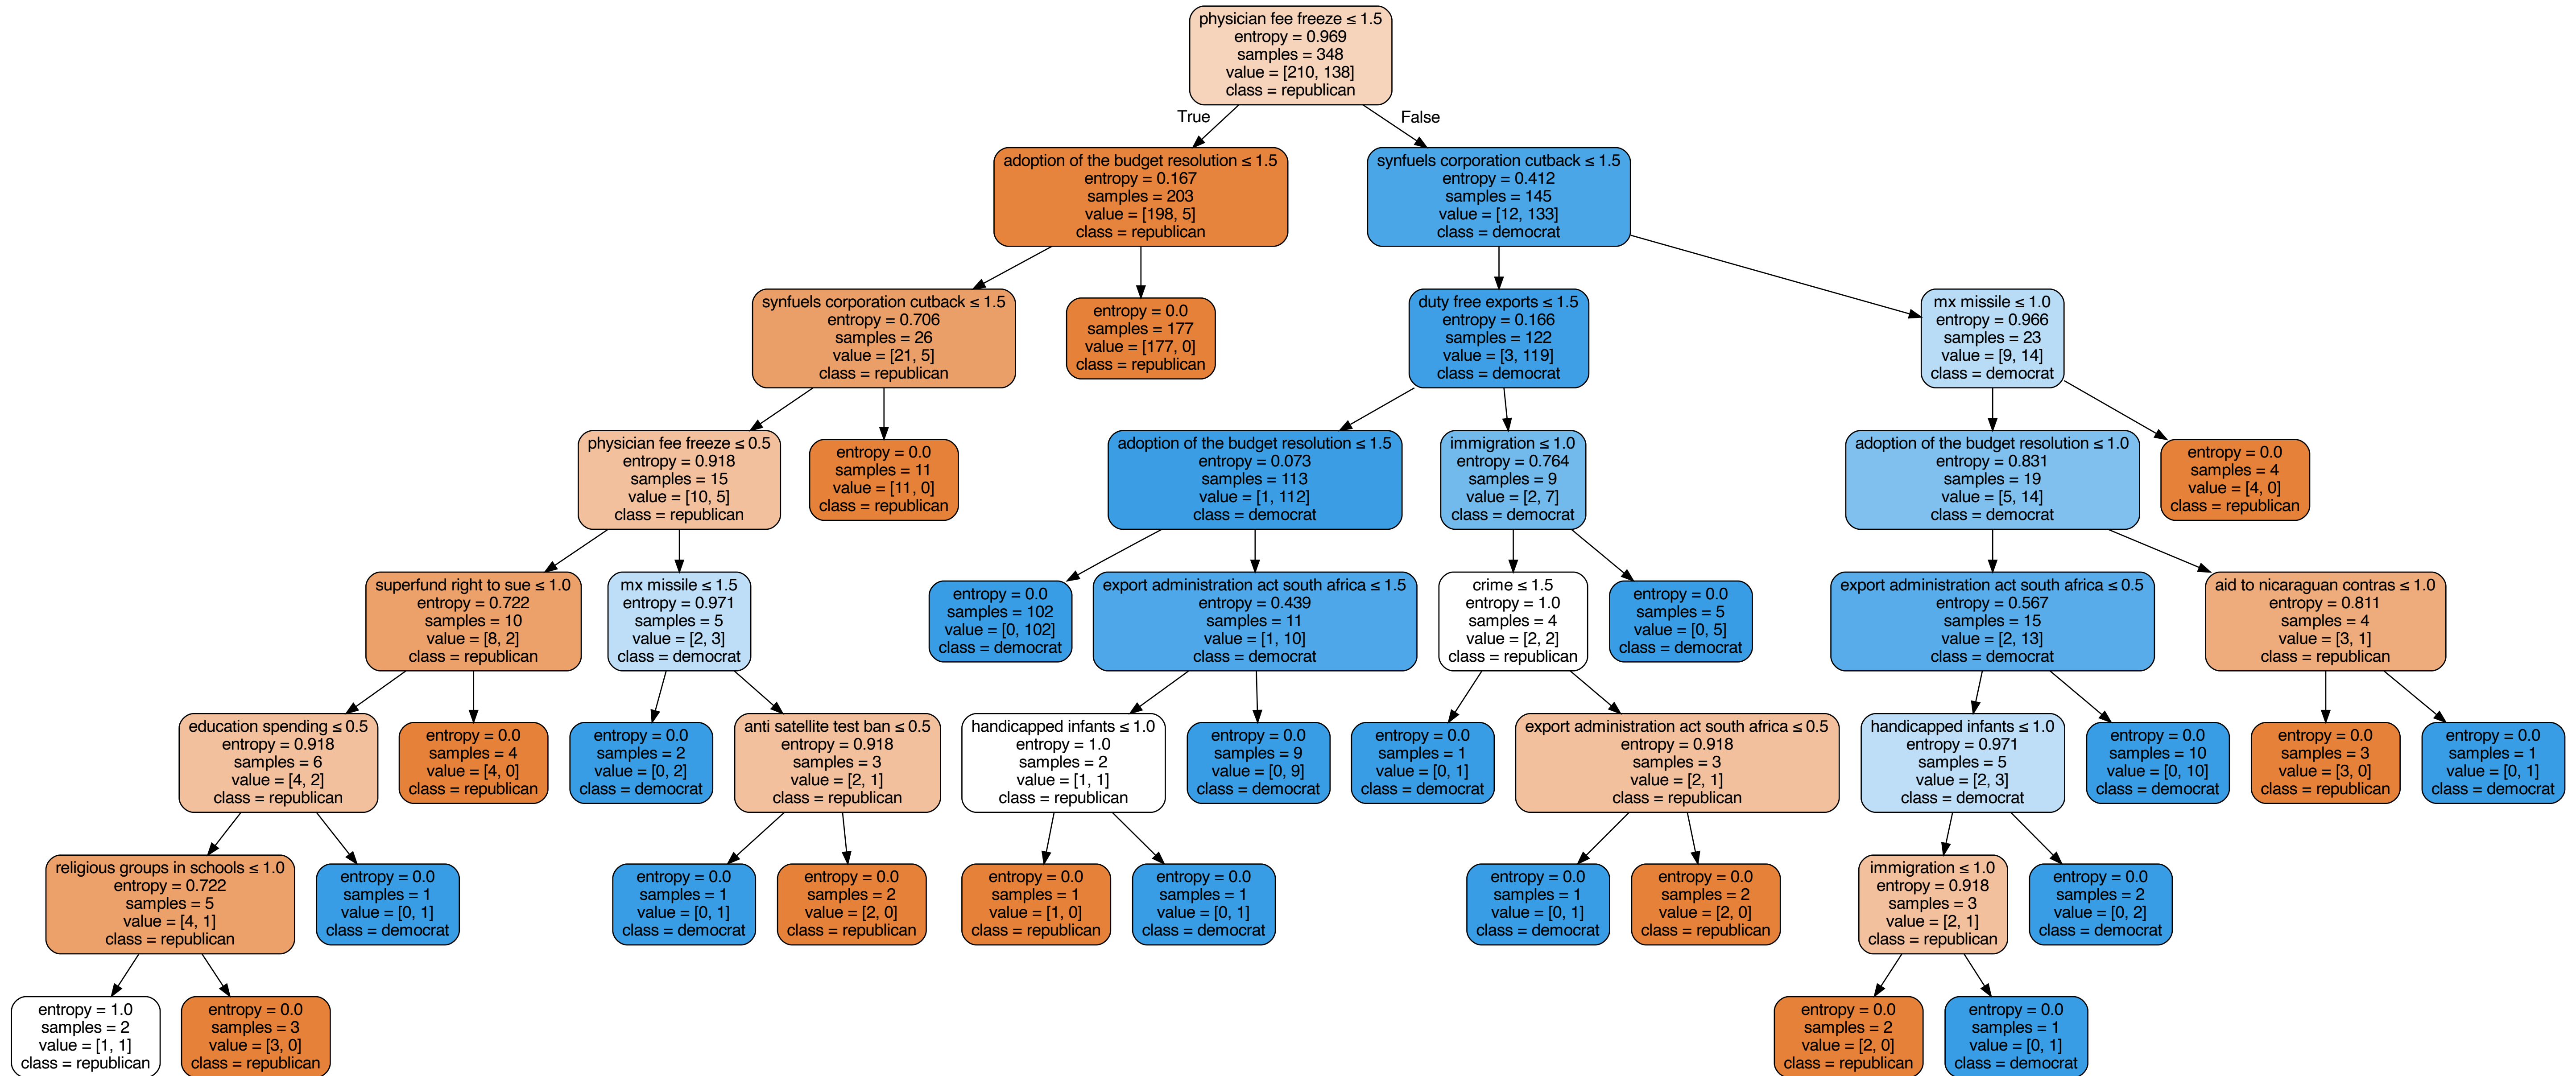 physician fee freeze ≤ 1.5
entropy = 0.969
samples = 348
value = [210, 138]
class = republican
True
False
adoption of the budget resolution ≤ 1.5
entropy = 0.167
samples = 203
value = [198, 5]
class = republican
synfuels corporation cutback ≤ 1.5
entropy = 0.412
samples = 145
value = [12, 133]
class = democrat
synfuels corporation cutback ≤ 1.5
entropy = 0.706
samples = 26
value = [21, 5]
class = republican
entropy = 0.0
samples = 177
value = [177, 0]
class = republican
duty free exports ≤ 1.5
entropy = 0.166
samples = 122
value = [3, 119]
class = democrat
mx missile ≤ 1.0
entropy = 0.966
samples = 23
value = [9, 14]
class = democrat
physician fee freeze ≤ 0.5
entropy = 0.918
samples = 15
value = [10, 5]
class = republican
entropy = 0.0
samples = 11
value = [11, 0]
class = republican
adoption of the budget resolution ≤ 1.5
entropy = 0.073
samples = 113
value = [1, 112]
class = democrat
immigration ≤ 1.0
entropy = 0.764
samples = 9
value = [2, 7]
class = democrat
adoption of the budget resolution ≤ 1.0
entropy = 0.831
samples = 19
value = [5, 14]
class = democrat
entropy = 0.0
samples = 4
value = [4, 0]
class = republican
superfund right to sue ≤ 1.0
entropy = 0.722
samples = 10
value = [8, 2]
class = republican
mx missile ≤ 1.5
entropy = 0.971
samples = 5
value = [2, 3]
class = democrat
entropy = 0.0
samples = 102
value = [0, 102]
class = democrat
export administration act south africa ≤ 1.5
entropy = 0.439
samples = 11
value = [1, 10]
class = democrat
crime ≤ 1.5
entropy = 1.0
samples = 4
value = [2, 2]
class = republican
entropy = 0.0
samples = 5
value = [0, 5]
class = democrat
export administration act south africa ≤ 0.5
entropy = 0.567
samples = 15
value = [2, 13]
class = democrat
aid to nicaraguan contras ≤ 1.0
entropy = 0.811
samples = 4
value = [3, 1]
class = republican
education spending ≤ 0.5
entropy = 0.918
samples = 6
value = [4, 2]
class = republican
entropy = 0.0
samples = 4
value = [4, 0]
class = republican
entropy = 0.0
samples = 2
value = [0, 2]
class = democrat
anti satellite test ban ≤ 0.5
entropy = 0.918
samples = 3
value = [2, 1]
class = republican
handicapped infants ≤ 1.0
entropy = 1.0
samples = 2
value = [1, 1]
class = republican
entropy = 0.0
samples = 9
value = [0, 9]
class = democrat
entropy = 0.0
samples = 1
value = [0, 1]
class = democrat
export administration act south africa ≤ 0.5
entropy = 0.918
samples = 3
value = [2, 1]
class = republican
handicapped infants ≤ 1.0
entropy = 0.971
samples = 5
value = [2, 3]
class = democrat
entropy = 0.0
samples = 10
value = [0, 10]
class = democrat
entropy = 0.0
samples = 3
value = [3, 0]
class = republican
entropy = 0.0
samples = 1
value = [0, 1]
class = democrat
religious groups in schools ≤ 1.0
entropy = 0.722
samples = 5
value = [4, 1]
class = republican
entropy = 0.0
samples = 1
value = [0, 1]
class = democrat
entropy = 0.0
samples = 1
value = [0, 1]
class = democrat
entropy = 0.0
samples = 2
value = [2, 0]
class = republican
entropy = 0.0
samples = 1
value = [1, 0]
class = republican
entropy = 0.0
samples = 1
value = [0, 1]
class = democrat
entropy = 0.0
samples = 1
value = [0, 1]
class = democrat
entropy = 0.0
samples = 2
value = [2, 0]
class = republican
immigration ≤ 1.0
entropy = 0.918
samples = 3
value = [2, 1]
class = republican
entropy = 0.0
samples = 2
value = [0, 2]
class = democrat
entropy = 1.0
samples = 2
value = [1, 1]
class = republican
entropy = 0.0
samples = 3
value = [3, 0]
class = republican
entropy = 0.0
samples = 2
value = [2, 0]
class = republican
entropy = 0.0
samples = 1
value = [0, 1]
class = democrat